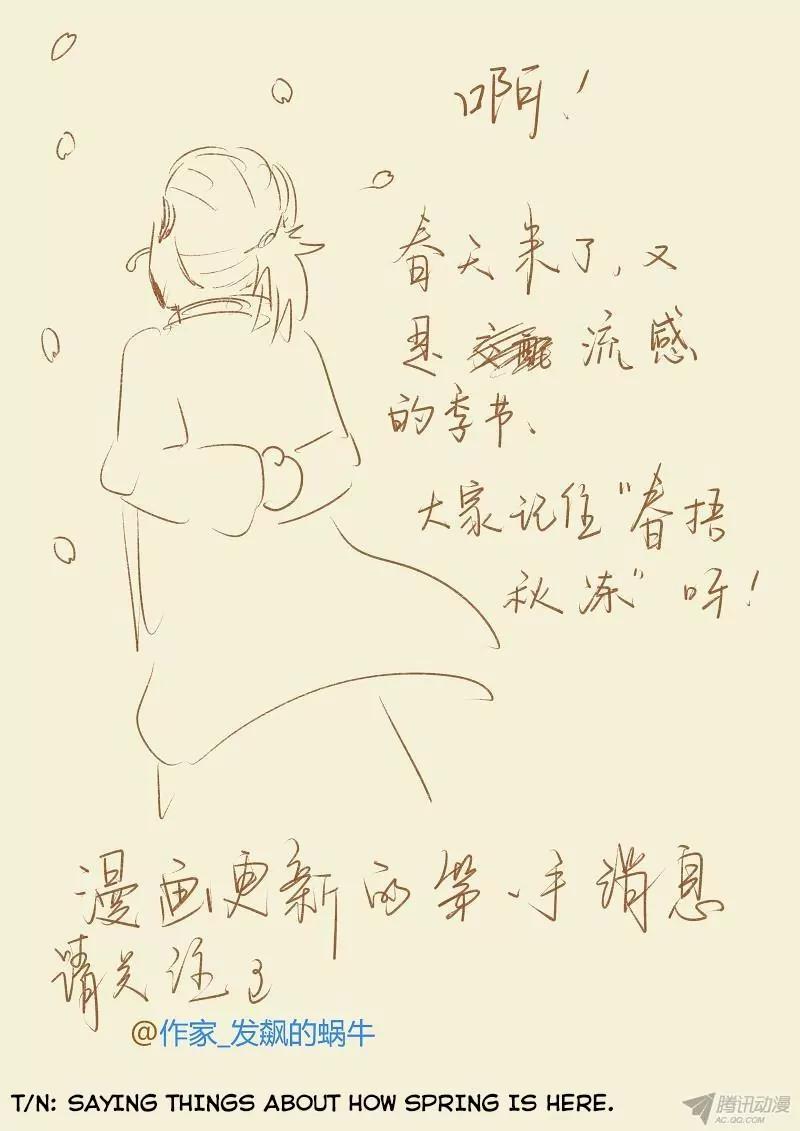 啊！
春天来了，又
是 交配 流感
的季节、
大家记住“春捂
秋冻”呀！
漫画更新的第一手消息
请关注
@作家_发飙的蜗牛
T/N: SAYING THINGS ABOUT HOW SPRING IS HERE.
腾讯动漫
AC.QQ.COM